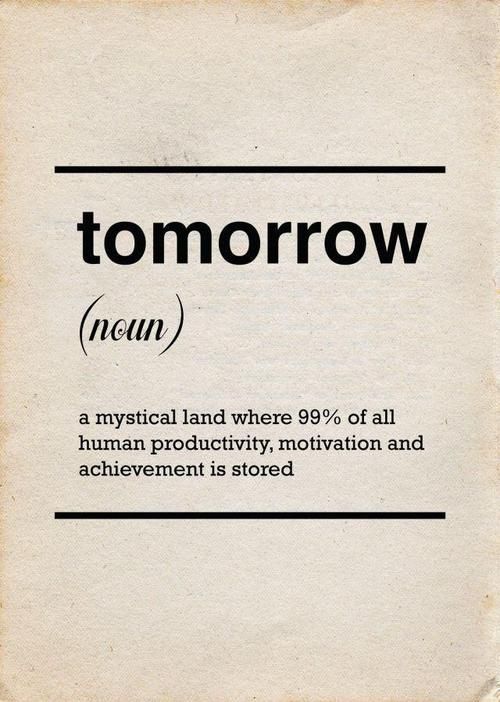 tomorrow
(noun)
a mystical land where 99% of all
human productivity, motivation and
achievement is stored